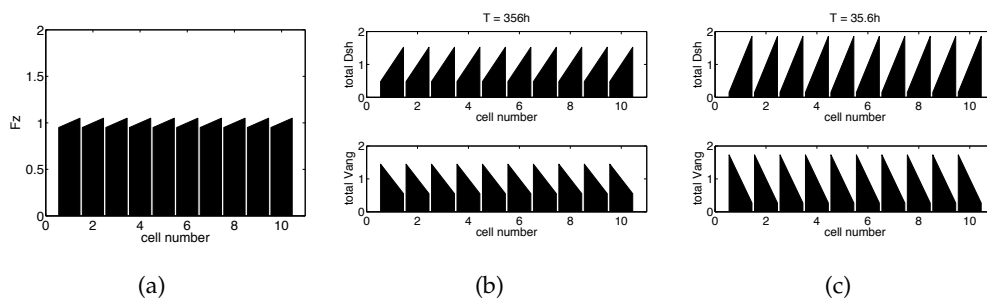 2
1.5
1
0.5
0
Fz
0 2 4 6 8 10
cell number
(a)
T = 356h
2
1
0
total Dsh
0 2 4 6 8 10
cell number
2
1
0
total Vang
0 2 4 6 8 10
cell number
(b)
T = 35.6h
2
1
0
total Dsh
0 2 4 6 8 10
cell number
2
1
0
total Vang
0 2 4 6 8 10
cell number
(c)